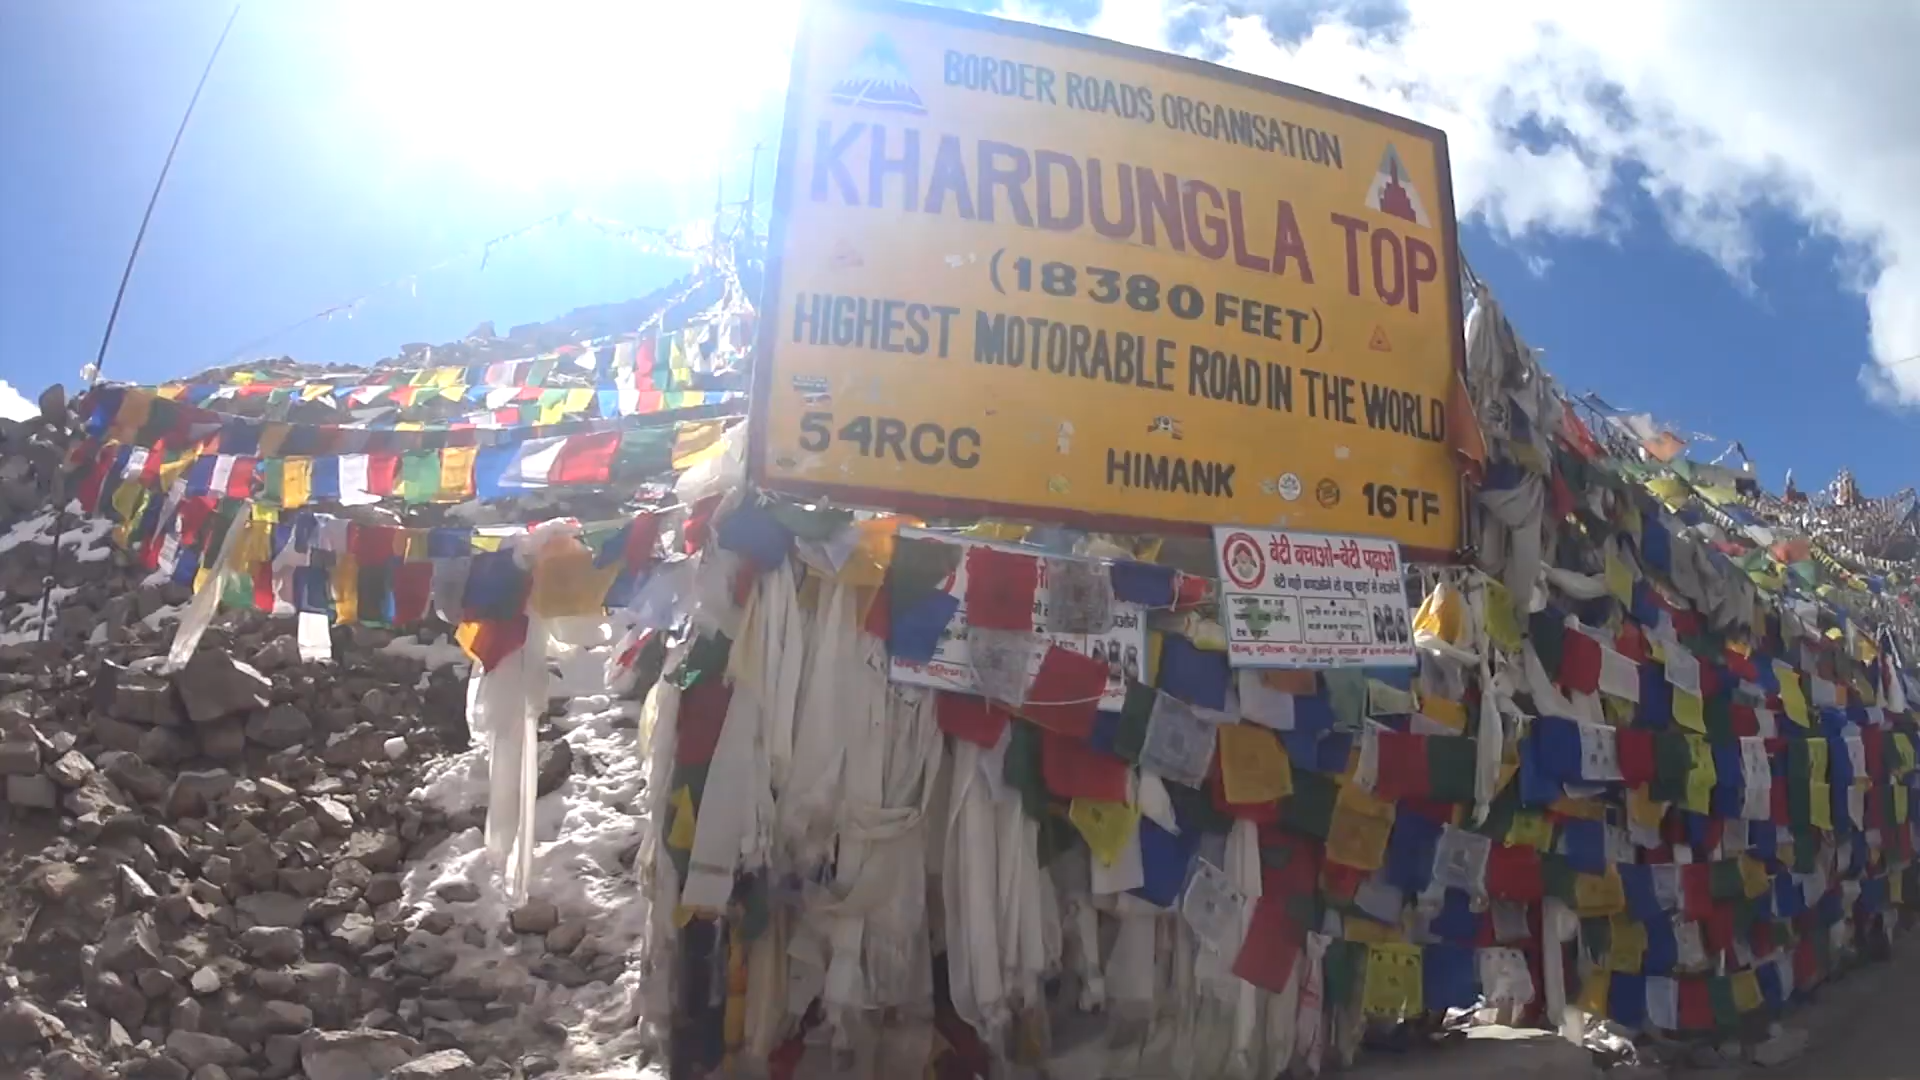 BORDER ROADS ORGANISATION
KHARDUNGLA TOP
(18380 FEET)
HIGHEST MOTORABLE ROAD IN THE WORLD
54RCC
HIMANK
16TF
बेटी बचाओ-बेटी पढ़ाओ